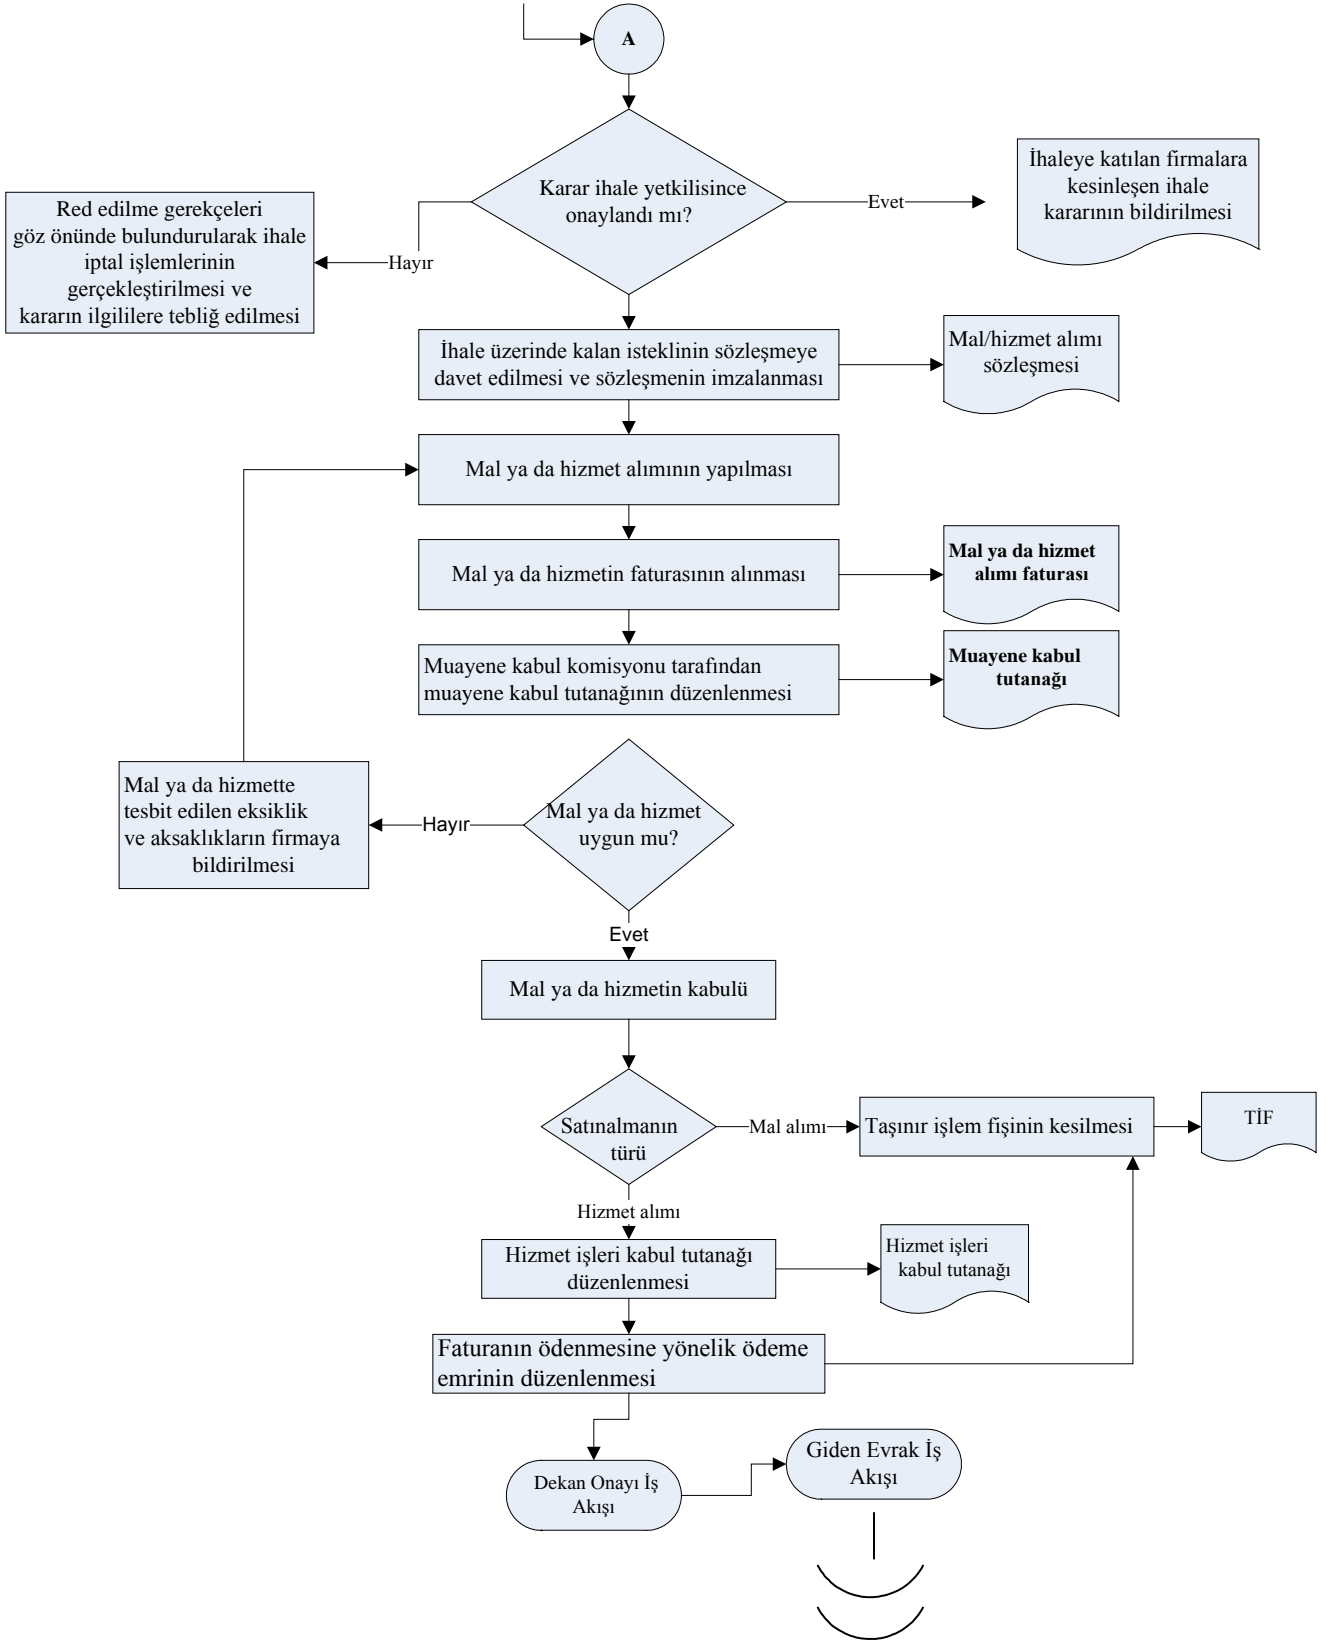 A
Karar ihale yetkilisince
onaylandı mı?
Evet
İhaleye katılan firmalara
kesinleşen ihale
kararının bildirilmesi
Hayır
Red edilme gerekçeleri
göz önünde bulundurularak ihale
iptal işlemlerinin
gerçekleştirilmesi ve
kararın ilgililere tebliğ edilmesi
İhale üzerinde kalan isteklinin sözleşmeye
davet edilmesi ve sözleşmenin imzalanması
Mal/hizmet alımı
sözleşmesi
Mal ya da hizmet alımının yapılması
Mal ya da hizmetin faturasının alınması
Mal ya da hizmet
alımı faturası
Muayene kabul komisyonu tarafından
muayene kabul tutanağının düzenlenmesi
Muayene kabul
tutanağı
Mal ya da hizmet
uygun mu?
Hayır
Mal ya da hizmette
tesbit edilen eksiklik
ve aksaklıkların firmaya
bildirilmesi
Evet
Mal ya da hizmetin kabulü
Satınalmanın
türü
Mal alımı
Taşınır işlem fişinin kesilmesi
TİF
Hizmet alımı
Hizmet işleri kabul tutanağı
düzenlenmesi
Hizmet işleri
kabul tutanağı
Faturanın ödenmesine yönelik ödeme
emrinin düzenlenmesi
Dekan Onayı İş
Akışı
Giden Evrak İş
Akışı